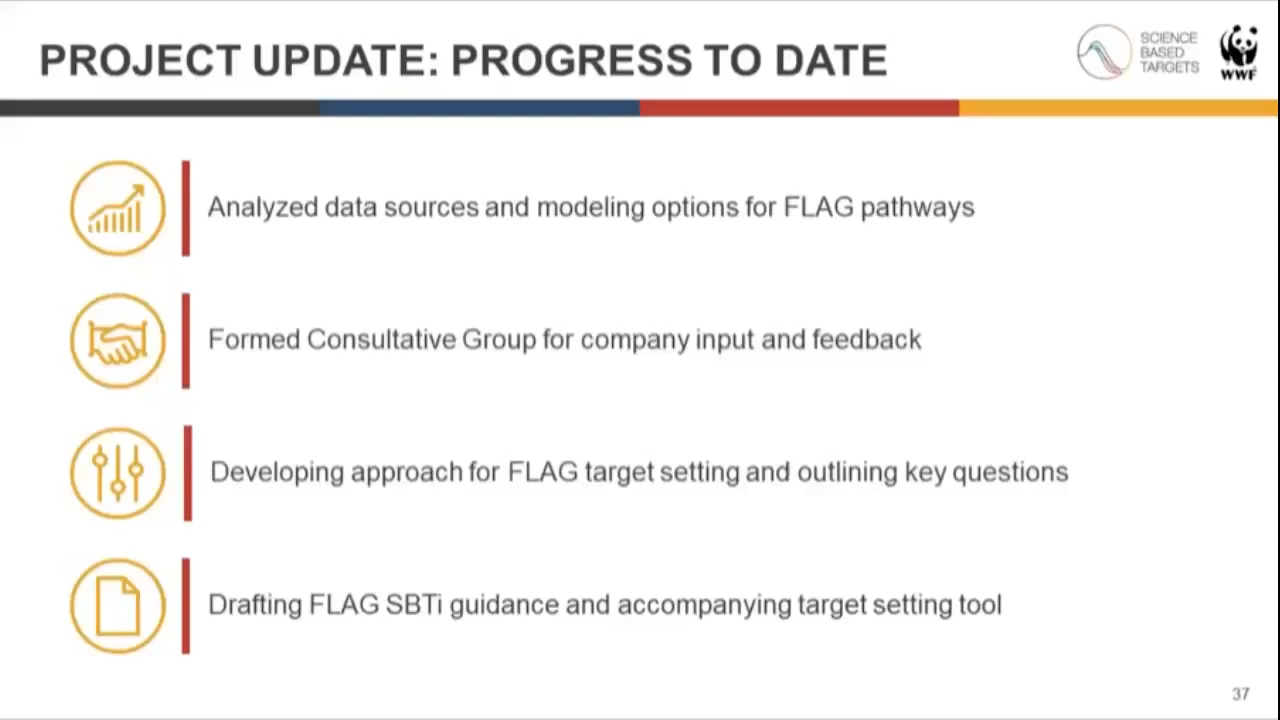 PROJECT UPDATE: PROGRESS TO DATE
SCIENCE
BASED
TARGETS
WWF
Analyzed data sources and modeling options for FLAG pathways
Formed Consultative Group for company input and feedback
Developing approach for FLAG target setting and outlining key questions
Drafting FLAG SBTi guidance and accompanying target setting tool
37